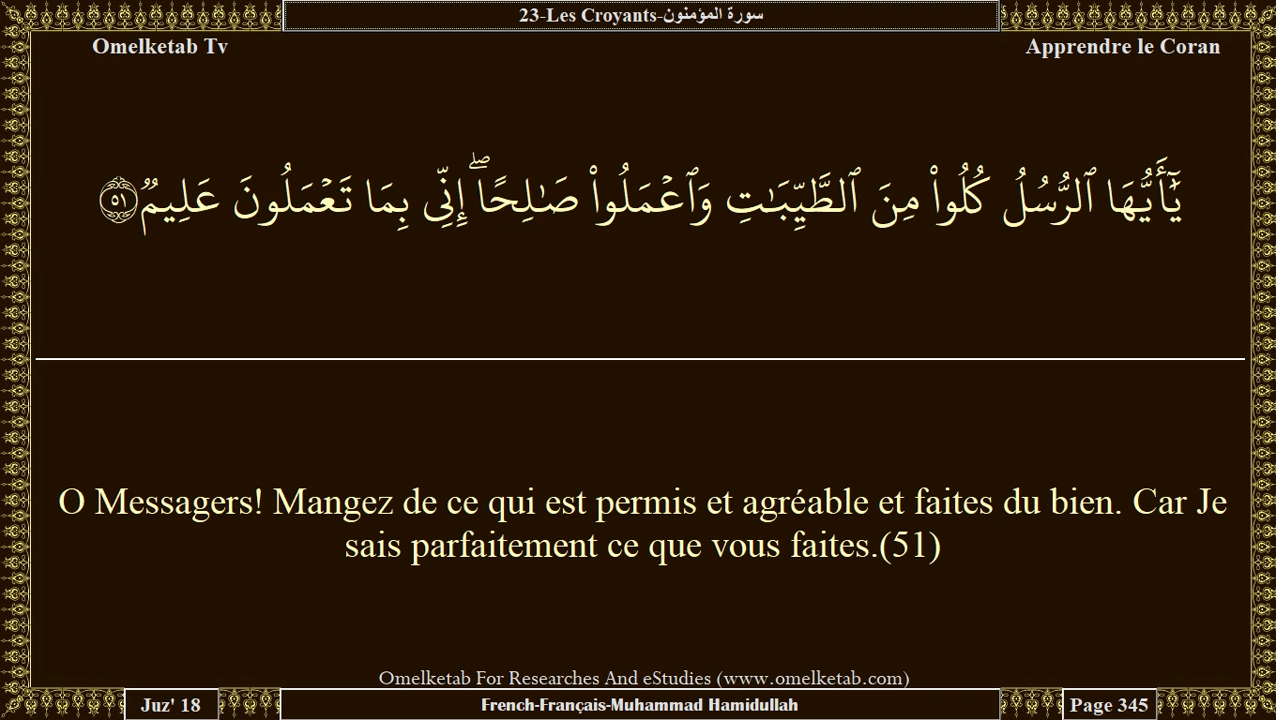 23-Les Croyants-سورة المؤمنون
Omelketab Tv
Apprendre le Coran
يَٰٓأَيُّهَا ٱلرُّسُلُ كُلُوا۟ مِنَ ٱلطَّيِّبَٰتِ وَٱعْمَلُوا۟ صَٰلِحًا ۖ إِنِّى بِمَا تَعْمَلُونَ عَلِيمٌۭ ٥١
O Messagers! Mangez de ce qui est permis et agréable et faites du bien. Car Je
sais parfaitement ce que vous faites.(51)
Omelketab For Researches And eStudies (www.omelketab.com)
Juz' 18
French-Français-Muhammad Hamidullah
Page 345